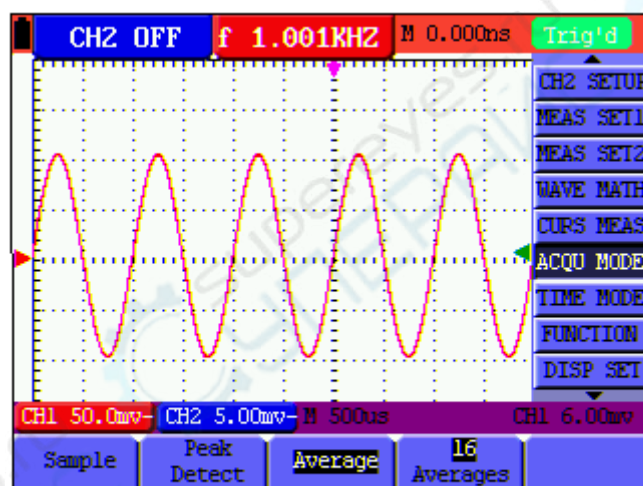 CH2 OFF f 1.001KHZ M 0.000ns Trig'd
CH2 SETUP
MEAS SET1
MEAS SET2
WAVE MATH
CURS MEAS
ACQU MODE
TIME MODE
FUNCTION
DISP SET
CH1 50.0mv~ CH2 5.00mv~ M 500us CH1 6.00mv
Sample Peak Detect Average 16 Averages
supereyes
СУПЕРАЙС